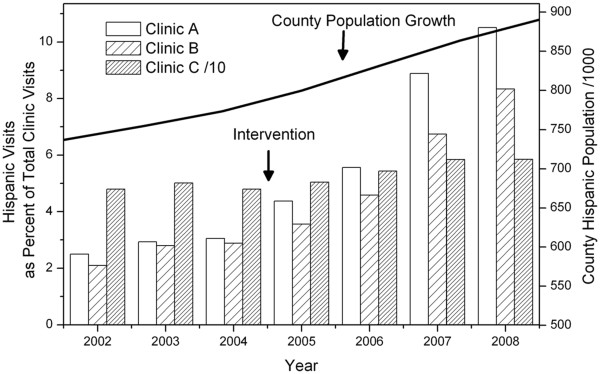 County Population Growth
Clinic A
Clinic B
Clinic C /10
Intervention
Hispanic Visits
as Percent of Total Clinic Visits
10
8
6
4
2
0
900
850
800
750
700
650
600
550
500
County Hispanic Population /1000
2002 2003 2004 2005 2006 2007 2008
Year